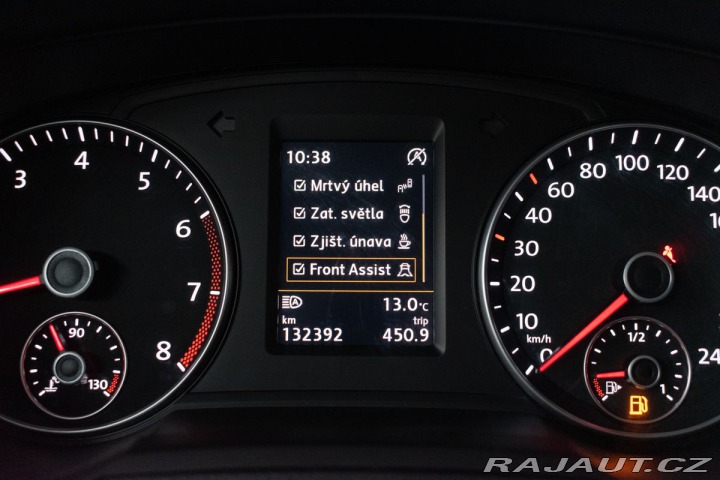 10:38
Mrtvý úhel
Zat. světla
Zjišt. únava
Front Assist
A
13.0°C
km
trip
132392
450.9
3
4
5
6
7
8
90
130
0
10
20
30
40
60
80
100
120
140
24
km/h
1/2
1
RAJAUT.CZ